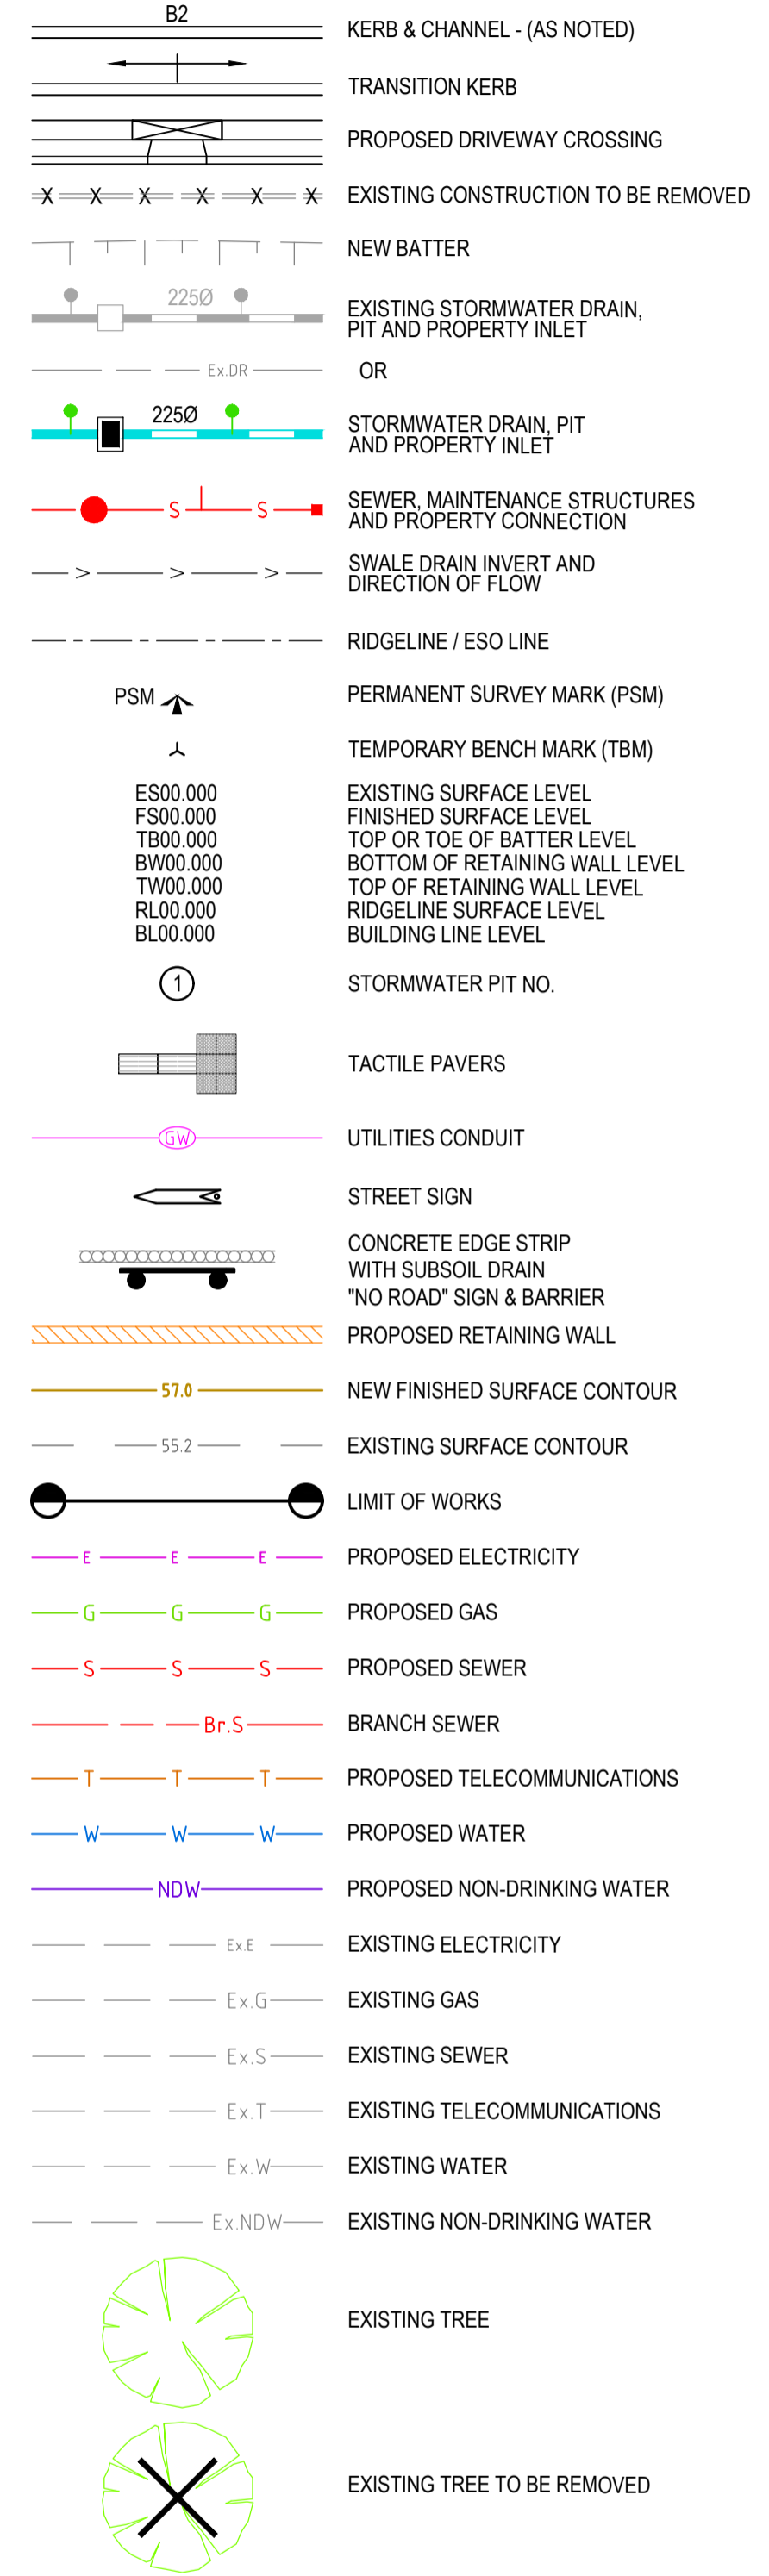 B2
KERB & CHANNEL - (AS NOTED)
TRANSITION KERB
PROPOSED DRIVEWAY CROSSING
X X X X X X EXISTING CONSTRUCTION TO BE REMOVED
NEW BATTER
225Ø
EXISTING STORMWATER DRAIN,
PIT AND PROPERTY INLET
Ex.DR OR
225Ø
STORMWATER DRAIN, PIT
AND PROPERTY INLET
S S
SEWER, MAINTENANCE STRUCTURES
AND PROPERTY CONNECTION
> > >
SWALE DRAIN INVERT AND
DIRECTION OF FLOW
RIDGELINE / ESO LINE
PSM PERMANENT SURVEY MARK (PSM)
TEMPORARY BENCH MARK (TBM)
ES00.000 EXISTING SURFACE LEVEL
FS00.000 FINISHED SURFACE LEVEL
TB00.000 TOP OR TOE OF BATTER LEVEL
BW00.000 BOTTOM OF RETAINING WALL LEVEL
TW00.000 TOP OF RETAINING WALL LEVEL
RL00.000 RIDGELINE SURFACE LEVEL
BL00.000 BUILDING LINE LEVEL
1 STORMWATER PIT NO.
TACTILE PAVERS
GW UTILITIES CONDUIT
STREET SIGN
CONCRETE EDGE STRIP
WITH SUBSOIL DRAIN
"NO ROAD" SIGN & BARRIER
PROPOSED RETAINING WALL
57.0 NEW FINISHED SURFACE CONTOUR
55.2 EXISTING SURFACE CONTOUR
LIMIT OF WORKS
E E E PROPOSED ELECTRICITY
G G G PROPOSED GAS
S S S PROPOSED SEWER
Br.S BRANCH SEWER
T T T PROPOSED TELECOMMUNICATIONS
W W W PROPOSED WATER
NDW PROPOSED NON-DRINKING WATER
Ex.E EXISTING ELECTRICITY
Ex.G EXISTING GAS
Ex.S EXISTING SEWER
Ex.T EXISTING TELECOMMUNICATIONS
Ex.W EXISTING WATER
Ex.NDW EXISTING NON-DRINKING WATER
EXISTING TREE
EXISTING TREE TO BE REMOVED